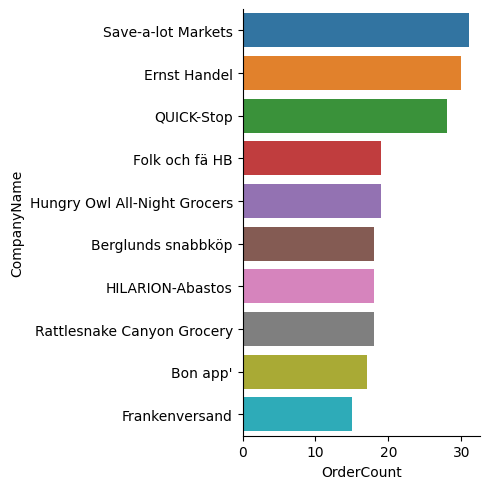 Save-a-lot Markets
Ernst Handel
QUICK-Stop
Folk och fä HB
Hungry Owl All-Night Grocers
Berglunds snabbköp
HILARION-Abastos
Rattlesnake Canyon Grocery
Bon app'
Frankenversand
CompanyName
0 10 20 30
OrderCount